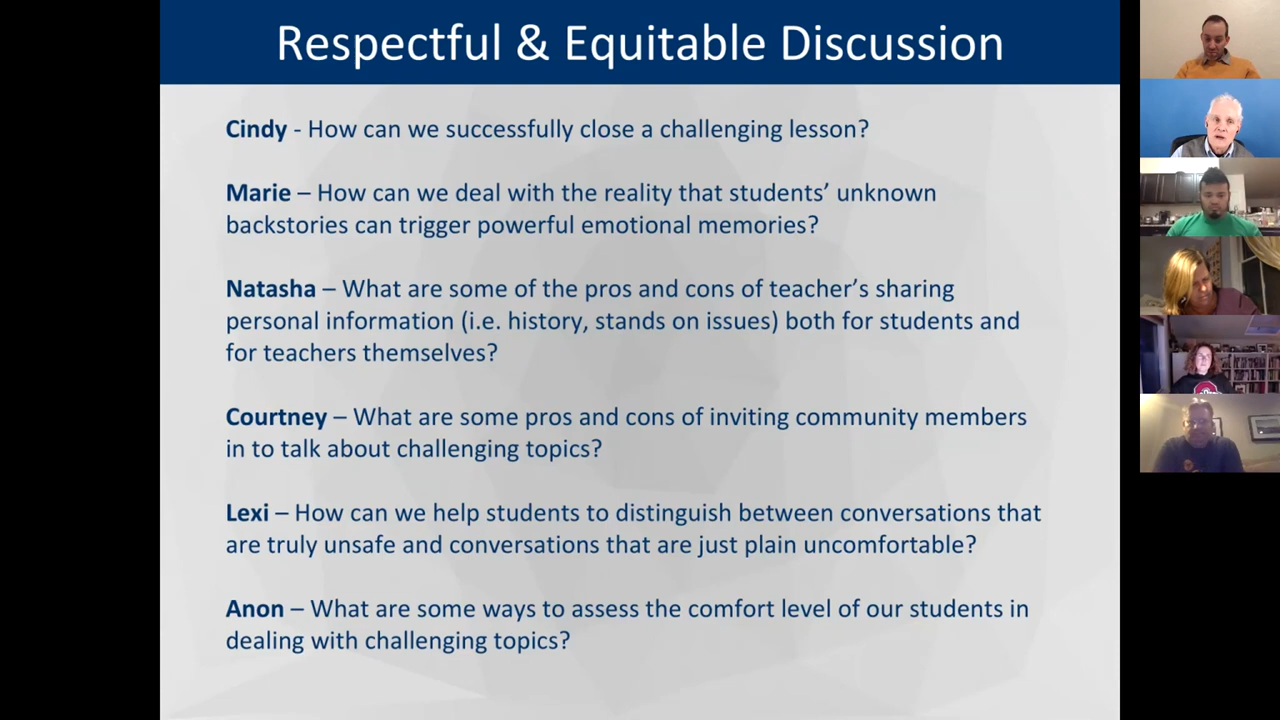 Respectful & Equitable Discussion
Cindy - How can we successfully close a challenging lesson?
Marie – How can we deal with the reality that students’ unknown
backstories can trigger powerful emotional memories?
Natasha – What are some of the pros and cons of teacher’s sharing
personal information (i.e. history, stands on issues) both for students and
for teachers themselves?
Courtney – What are some pros and cons of inviting community members
in to talk about challenging topics?
Lexi – How can we help students to distinguish between conversations that
are truly unsafe and conversations that are just plain uncomfortable?
Anon – What are some ways to assess the comfort level of our students in
dealing with challenging topics?